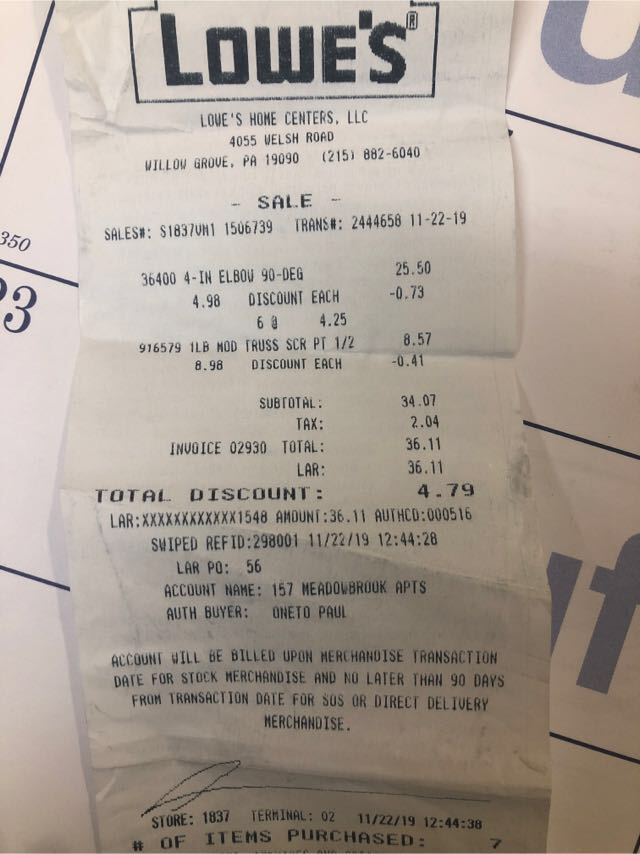 LOWE'S®
LOWE'S HOME CENTERS, LLC
4055 WELSH ROAD
WILLOW GROVE, PA 19090 (215) 882-6040
- SALE -
SALES#: S1837VH1 1506739 TRANS#: 2444658 11-22-19
36400 4-IN ELBOW 90-DEG 25.50
4.98 DISCOUNT EACH -0.73
6 @ 4.25
916579 1LB MOD TRUSS SCR PT 1/2 8.57
8.98 DISCOUNT EACH -0.41
SUBTOTAL: 34.07
TAX: 2.04
INVOICE 02930 TOTAL: 36.11
LAR: 36.11
TOTAL DISCOUNT: 4.79
LAR:XXXXXXXXXXXX1548 AMOUNT:36.11 AUTHCD:000516
SWIPED REFID:298001 11/22/19 12:44:28
LAR PO: 56
ACCOUNT NAME: 157 MEADOWBROOK APTS
AUTH BUYER: ONETO PAUL
ACCOUNT WILL BE BILLED UPON MERCHANDISE TRANSACTION
DATE FOR STOCK MERCHANDISE AND NO LATER THAN 90 DAYS
FROM TRANSACTION DATE FOR SOS OR DIRECT DELIVERY
MERCHANDISE.
STORE: 1837 TERMINAL: 02 11/22/19 12:44:38
# OF ITEMS PURCHASED: 7
350
23